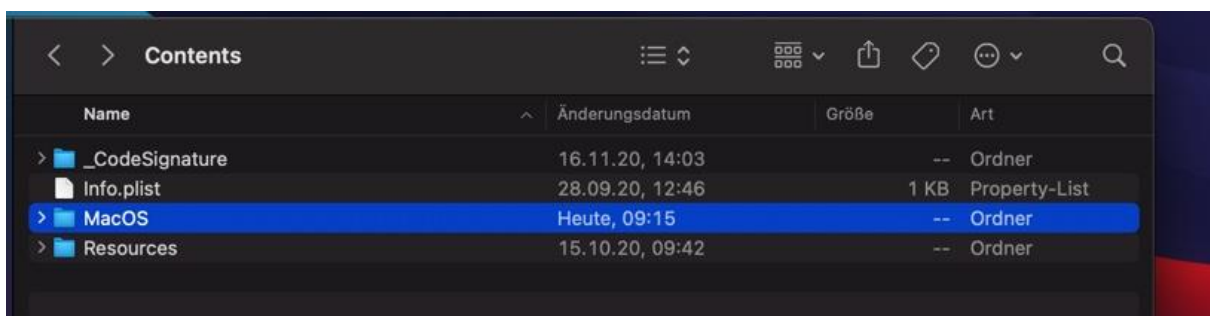 Contents
Name Änderungsdatum Größe Art
_CodeSignature 16.11.20, 14:03 -- Ordner
Info.plist 28.09.20, 12:46 1 KB Property-List
MacOS Heute, 09:15 -- Ordner
Resources 15.10.20, 09:42 -- Ordner